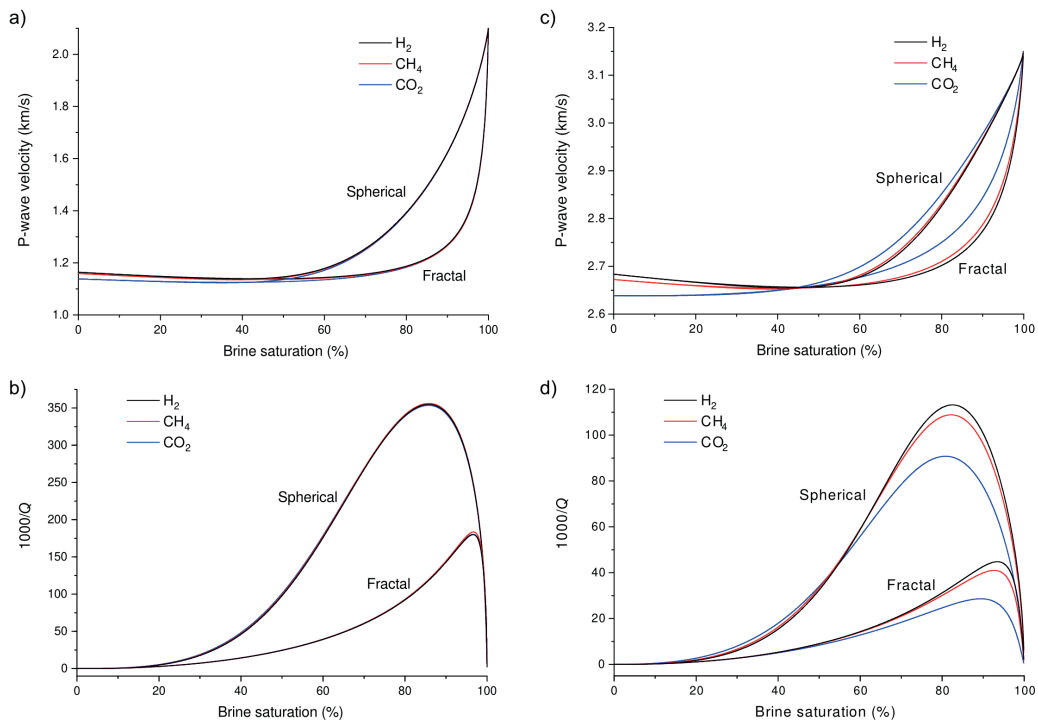 a)
H₂
CH₄
CO₂
P-wave velocity (km/s)
2.0
1.8
1.6
1.4
1.2
1.0
Spherical
Fractal
0 20 40 60 80 100
Brine saturation (%)
c)
H₂
CH₄
CO₂
P-wave velocity (km/s)
3.2
3.1
3.0
2.9
2.8
2.7
2.6
Spherical
Fractal
0 20 40 60 80 100
Brine saturation (%)
b)
H₂
CH₄
CO₂
1000/Q
350
300
250
200
150
100
50
0
Spherical
Fractal
0 20 40 60 80 100
Brine saturation (%)
d)
H₂
CH₄
CO₂
1000/Q
120
100
80
60
40
20
0
Spherical
Fractal
0 20 40 60 80 100
Brine saturation (%)